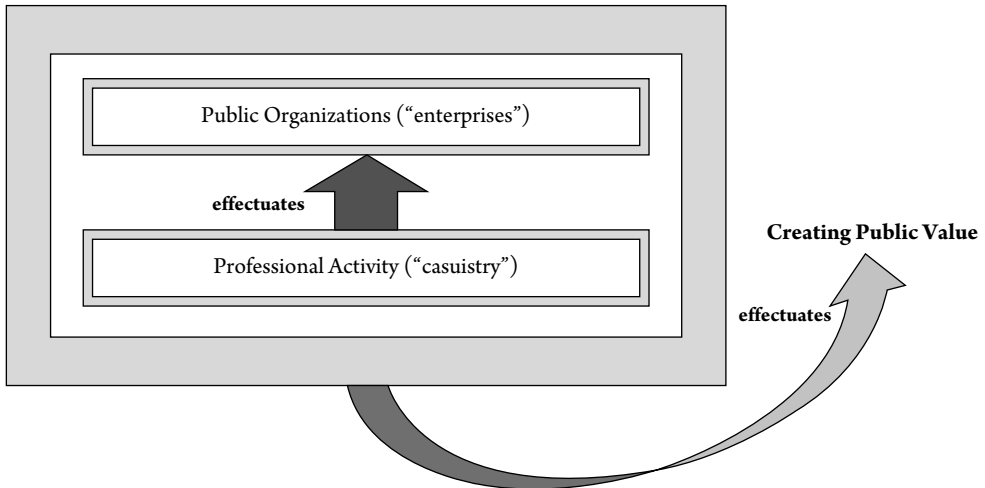 Public Organizations (“enterprises”)
effectuates
Professional Activity (“casuistry”)
Creating Public Value
effectuates